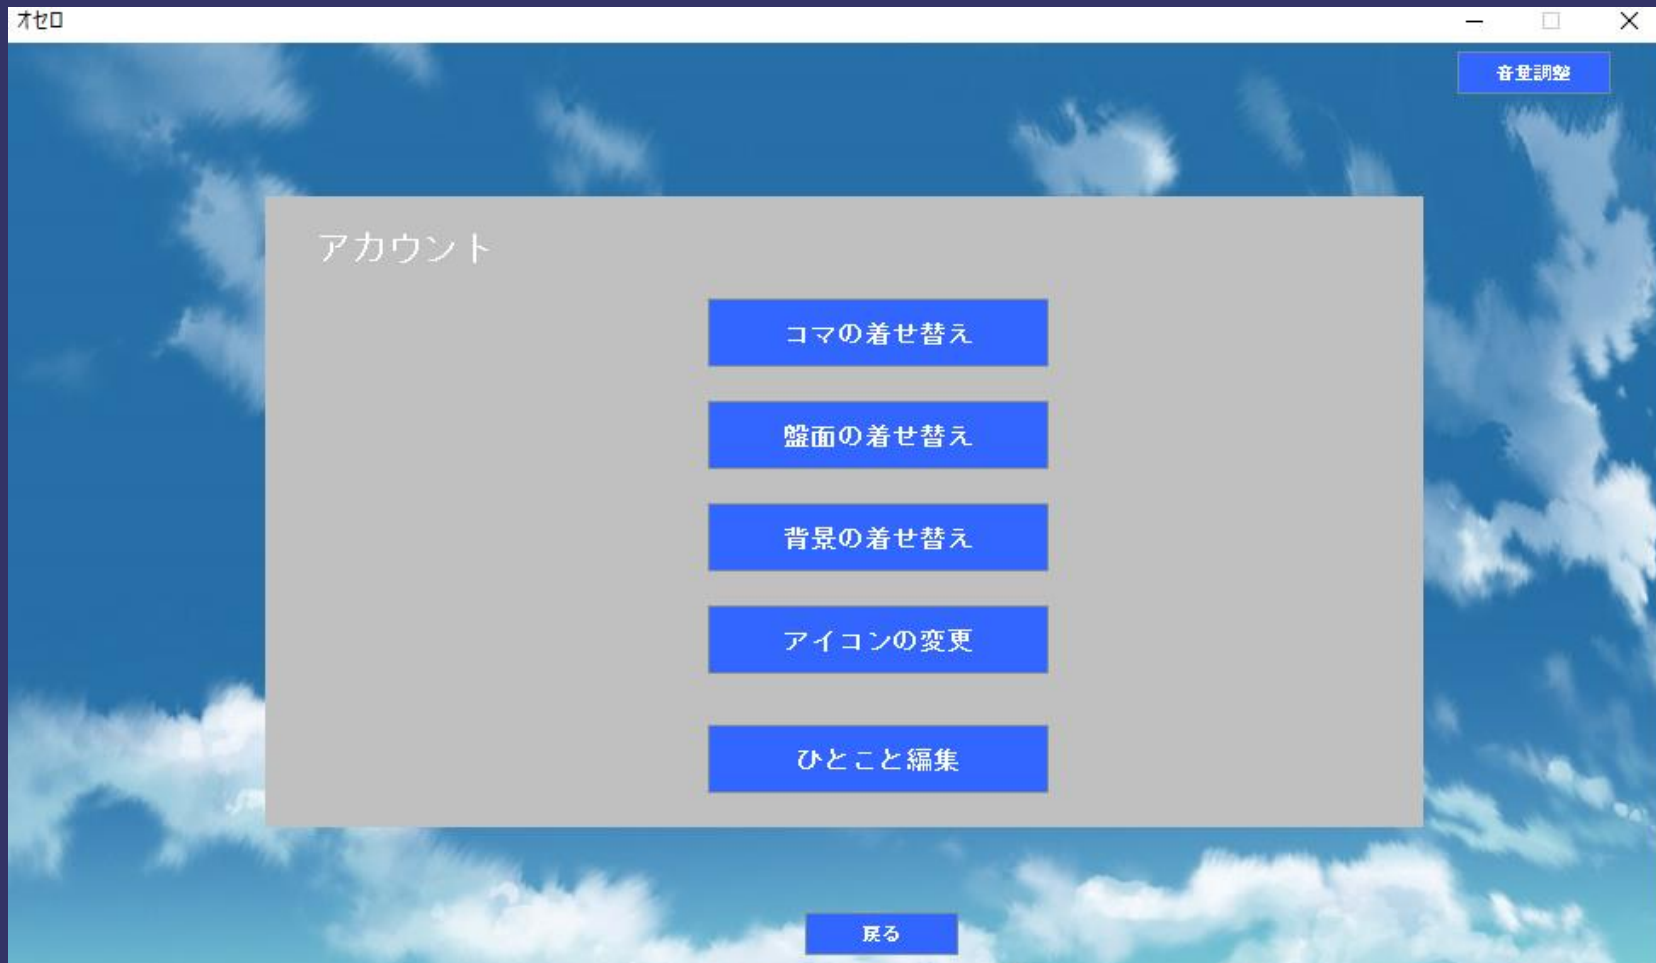 オセロ
音量調整
アカウント
コマの着せ替え
盤面の着せ替え
背景の着せ替え
アイコンの変更
ひとこと編集
戻る